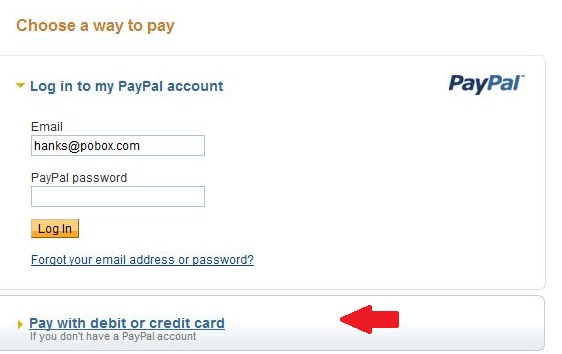 Choose a way to pay
Log in to my PayPal account
PayPal™
Email
hanks@pobox.com
PayPal password
Log In
Forgot your email address or password?
Pay with debit or credit card
If you don't have a PayPal account